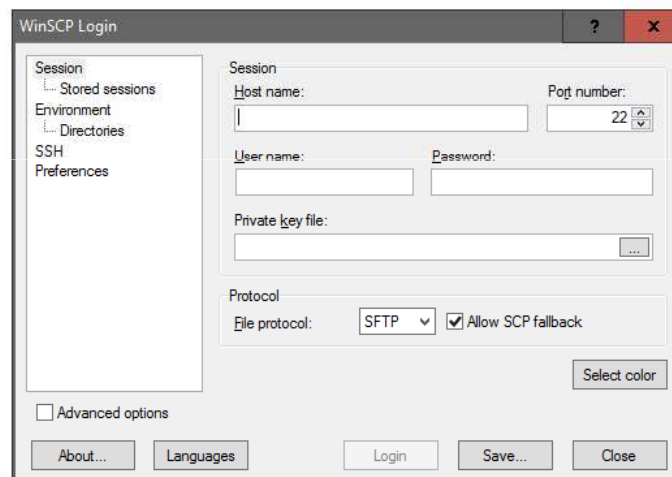 WinSCP Login
? x
Session
Stored sessions
Environment
Directories
SSH
Preferences
Session
Host name: Port number:
22
User name: Password:
Private key file:
...
Protocol
File protocol: SFTP Allow SCP fallback
Select color
Advanced options
About... Languages Login Save... Close